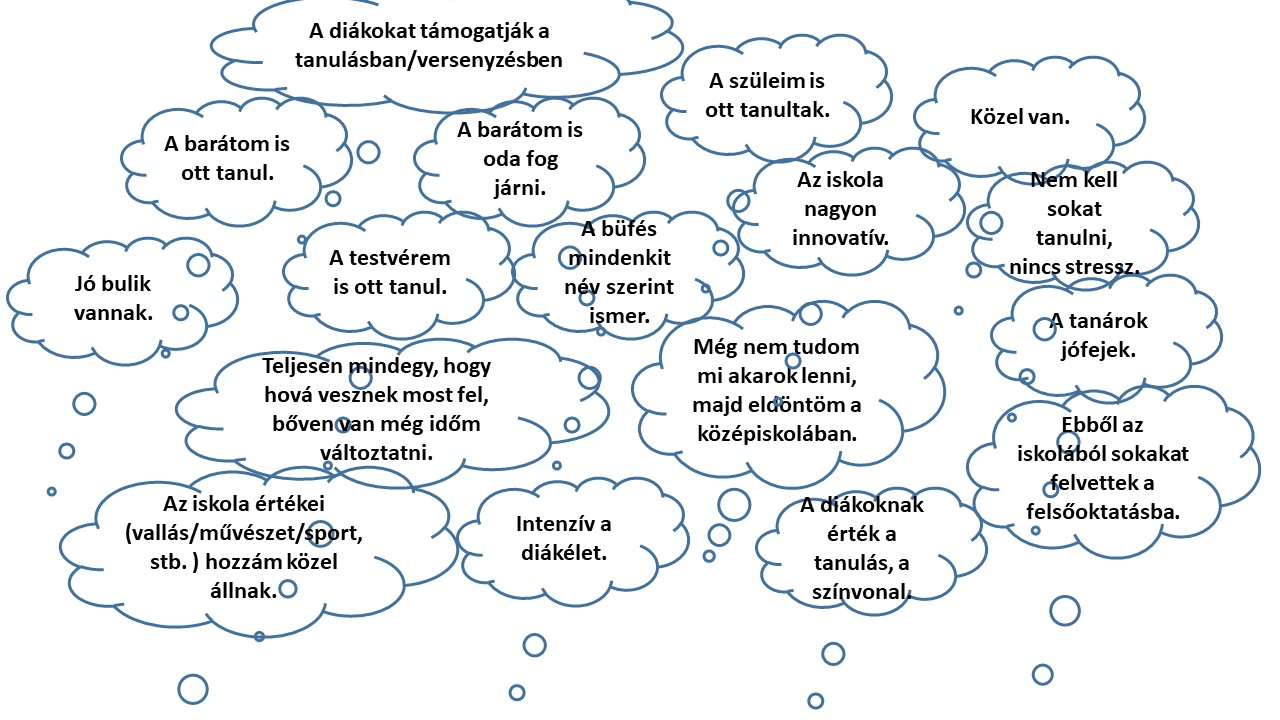 A diákokat támogatják a
tanulásban/versenyzésben
A szüleim is
ott tanultak.
Közel van.
A barátom is
ott tanul.
A barátom is
oda fog
járni.
Az iskola
nagyon
innovatív.
Nem kell
sokat
tanulni,
nincs stressz.
Jó bulik
vannak.
A testvérem
is ott tanul.
A büfés
mindenkit
név szerint
ismer.
A tanárok
jófejek.
Teljesen mindegy, hogy
hová vesznek most fel,
bőven van még időm
változtatni.
Még nem tudom
mi akarok lenni,
majd eldöntöm a
középiskolában.
Ebből az
iskolából sokakat
felvettek a
felsőoktatásba.
Az iskola értékei
(vallás/művészet/sport,
stb. ) hozzám közel
állnak.
Intenzív a
diákélet.
A diákoknak
érték a
tanulás, a
színvonal.